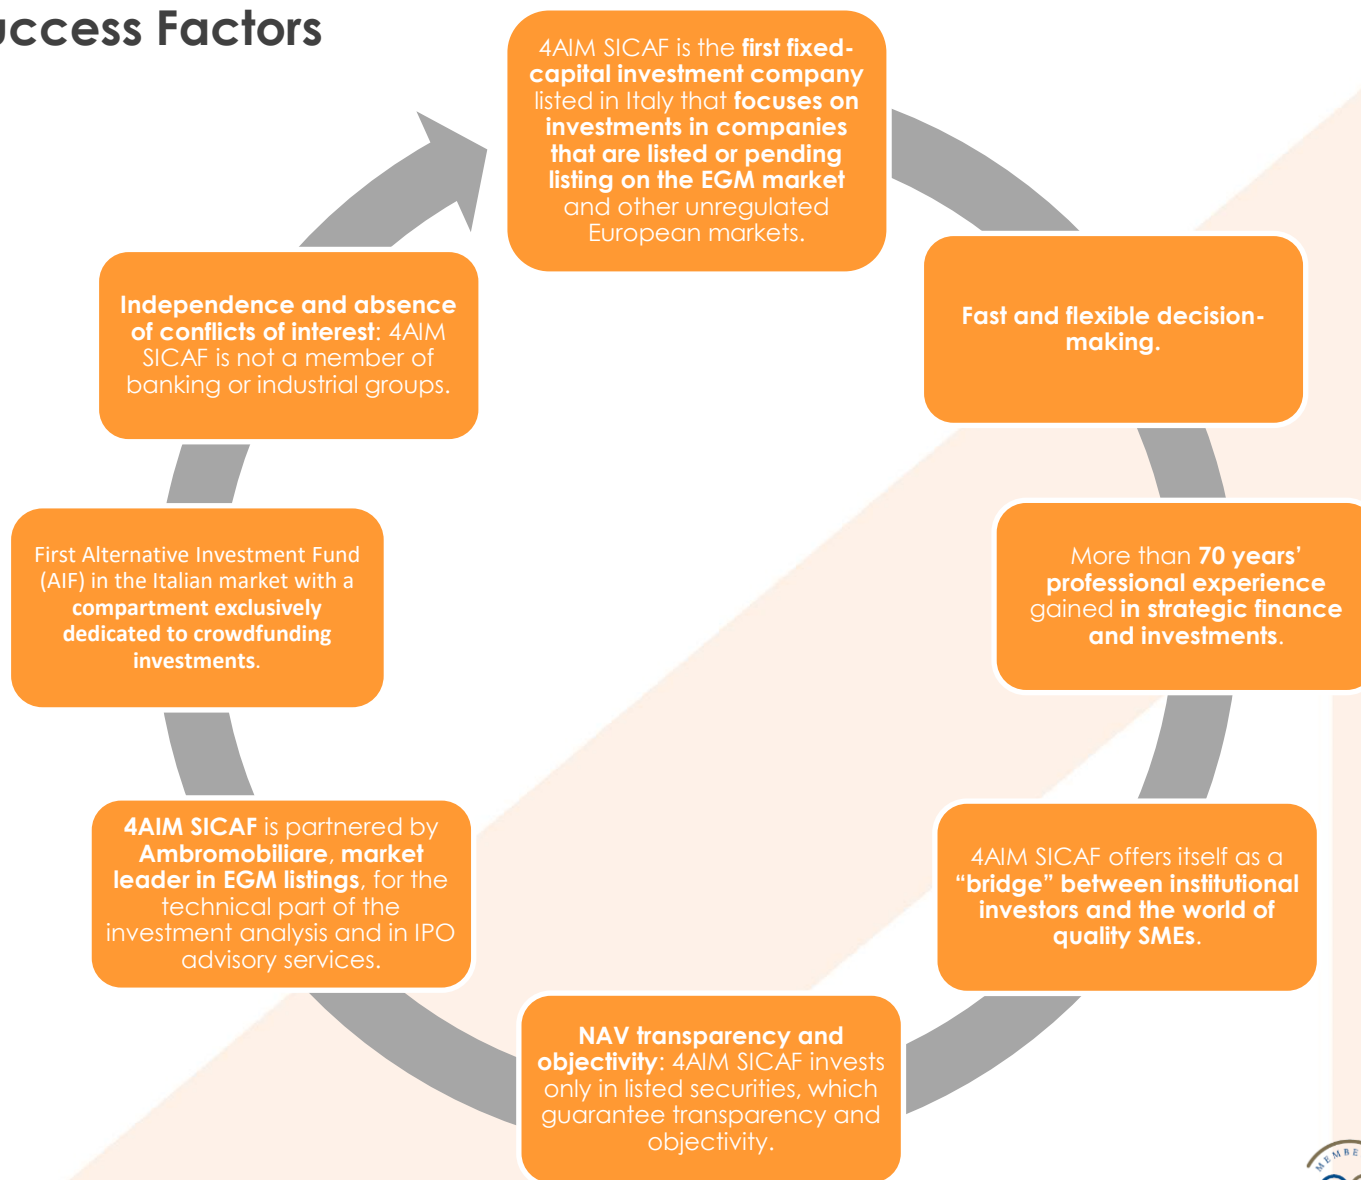 uccess Factors
4AIM SICAF is the first fixed-
capital investment company
listed in Italy that focuses on
investments in companies
that are listed or pending
listing on the EGM market
and other unregulated
European markets.
Fast and flexible decision-
making.
More than 70 years’
professional experience
gained in strategic finance
and investments.
4AIM SICAF offers itself as a
“bridge” between institutional
investors and the world of
quality SMEs.
NAV transparency and
objectivity: 4AIM SICAF invests
only in listed securities, which
guarantee transparency and
objectivity.
4AIM SICAF is partnered by
Ambromobiliare, market
leader in EGM listings, for the
technical part of the
investment analysis and in IPO
advisory services.
First Alternative Investment Fund
(AIF) in the Italian market with a
compartment exclusively
dedicated to crowdfunding
investments.
Independence and absence
of conflicts of interest: 4AIM
SICAF is not a member of
banking or industrial groups.
MEMBE